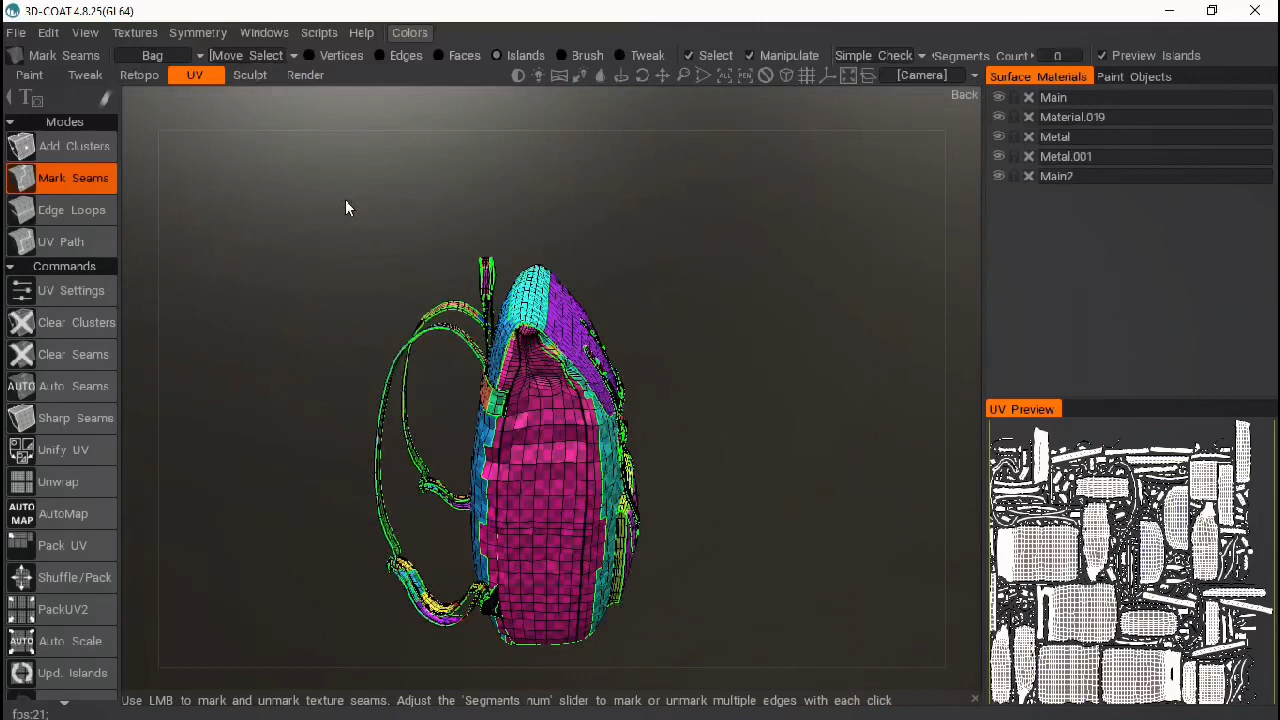 3D-COAT 4.8.25(GL64)
File Edit View Textures Symmetry Windows Scripts Help Colors
Mark Seams Bag [Move Select] Vertices Edges Faces Islands Brush Tweak Select Manipulate Simple Check Segments Count 0 Preview Islands
Paint Tweak Retopo UV Sculpt Render [Camera] Surface Materials Paint Objects
Back
Modes
Add Clusters
Mark Seams
Edge Loops
UV Path
Commands
UV Settings
Clear Clusters
Clear Seams
AUTO Auto Seams
Sharp Seams
Unify UV
Unwrap
AUTO MAP AutoMap
Pack UV
Shuffle/Pack
PackUV2
AUTO Auto Scale
Upd. Islands
Main
Material.019
Metal
Metal.001
Main2
UV Preview
Use LMB to mark and unmark texture seams. Adjust the 'Segments num' slider to mark or unmark multiple edges with each click
fps:21;